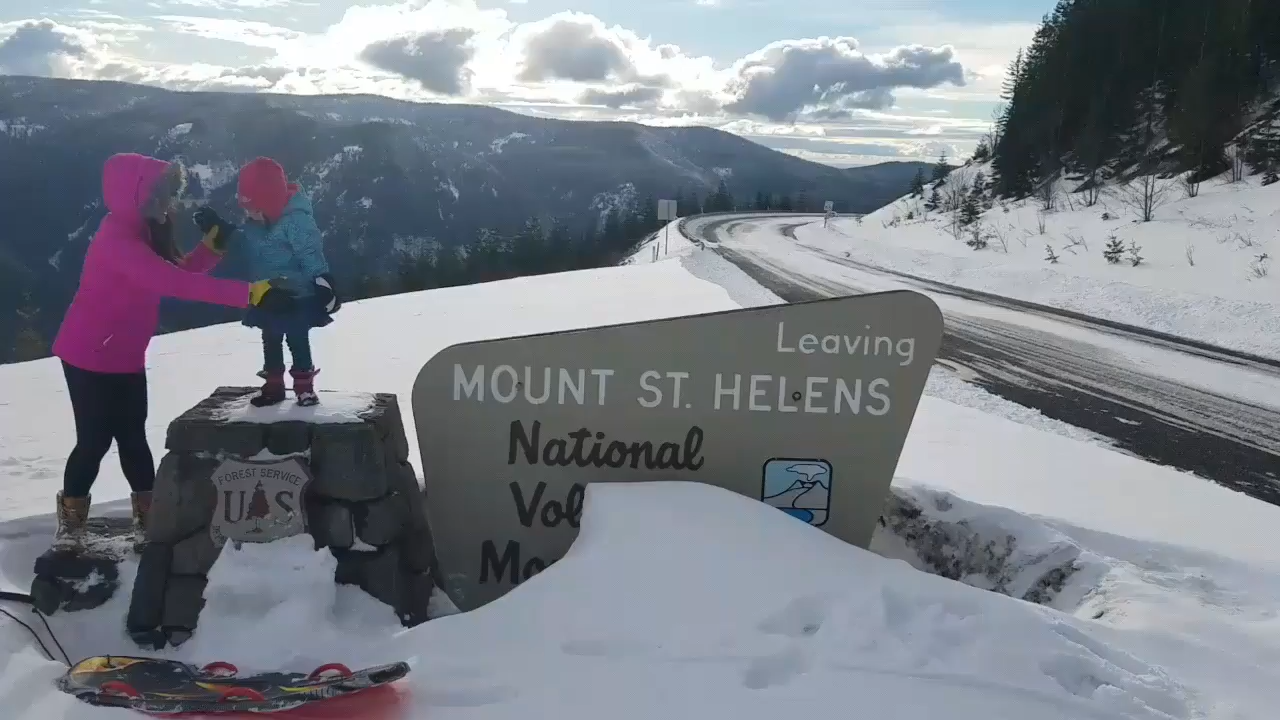 FOREST SERVICE
U S
Leaving
MOUNT ST. HELENS
National
Vol
Mo